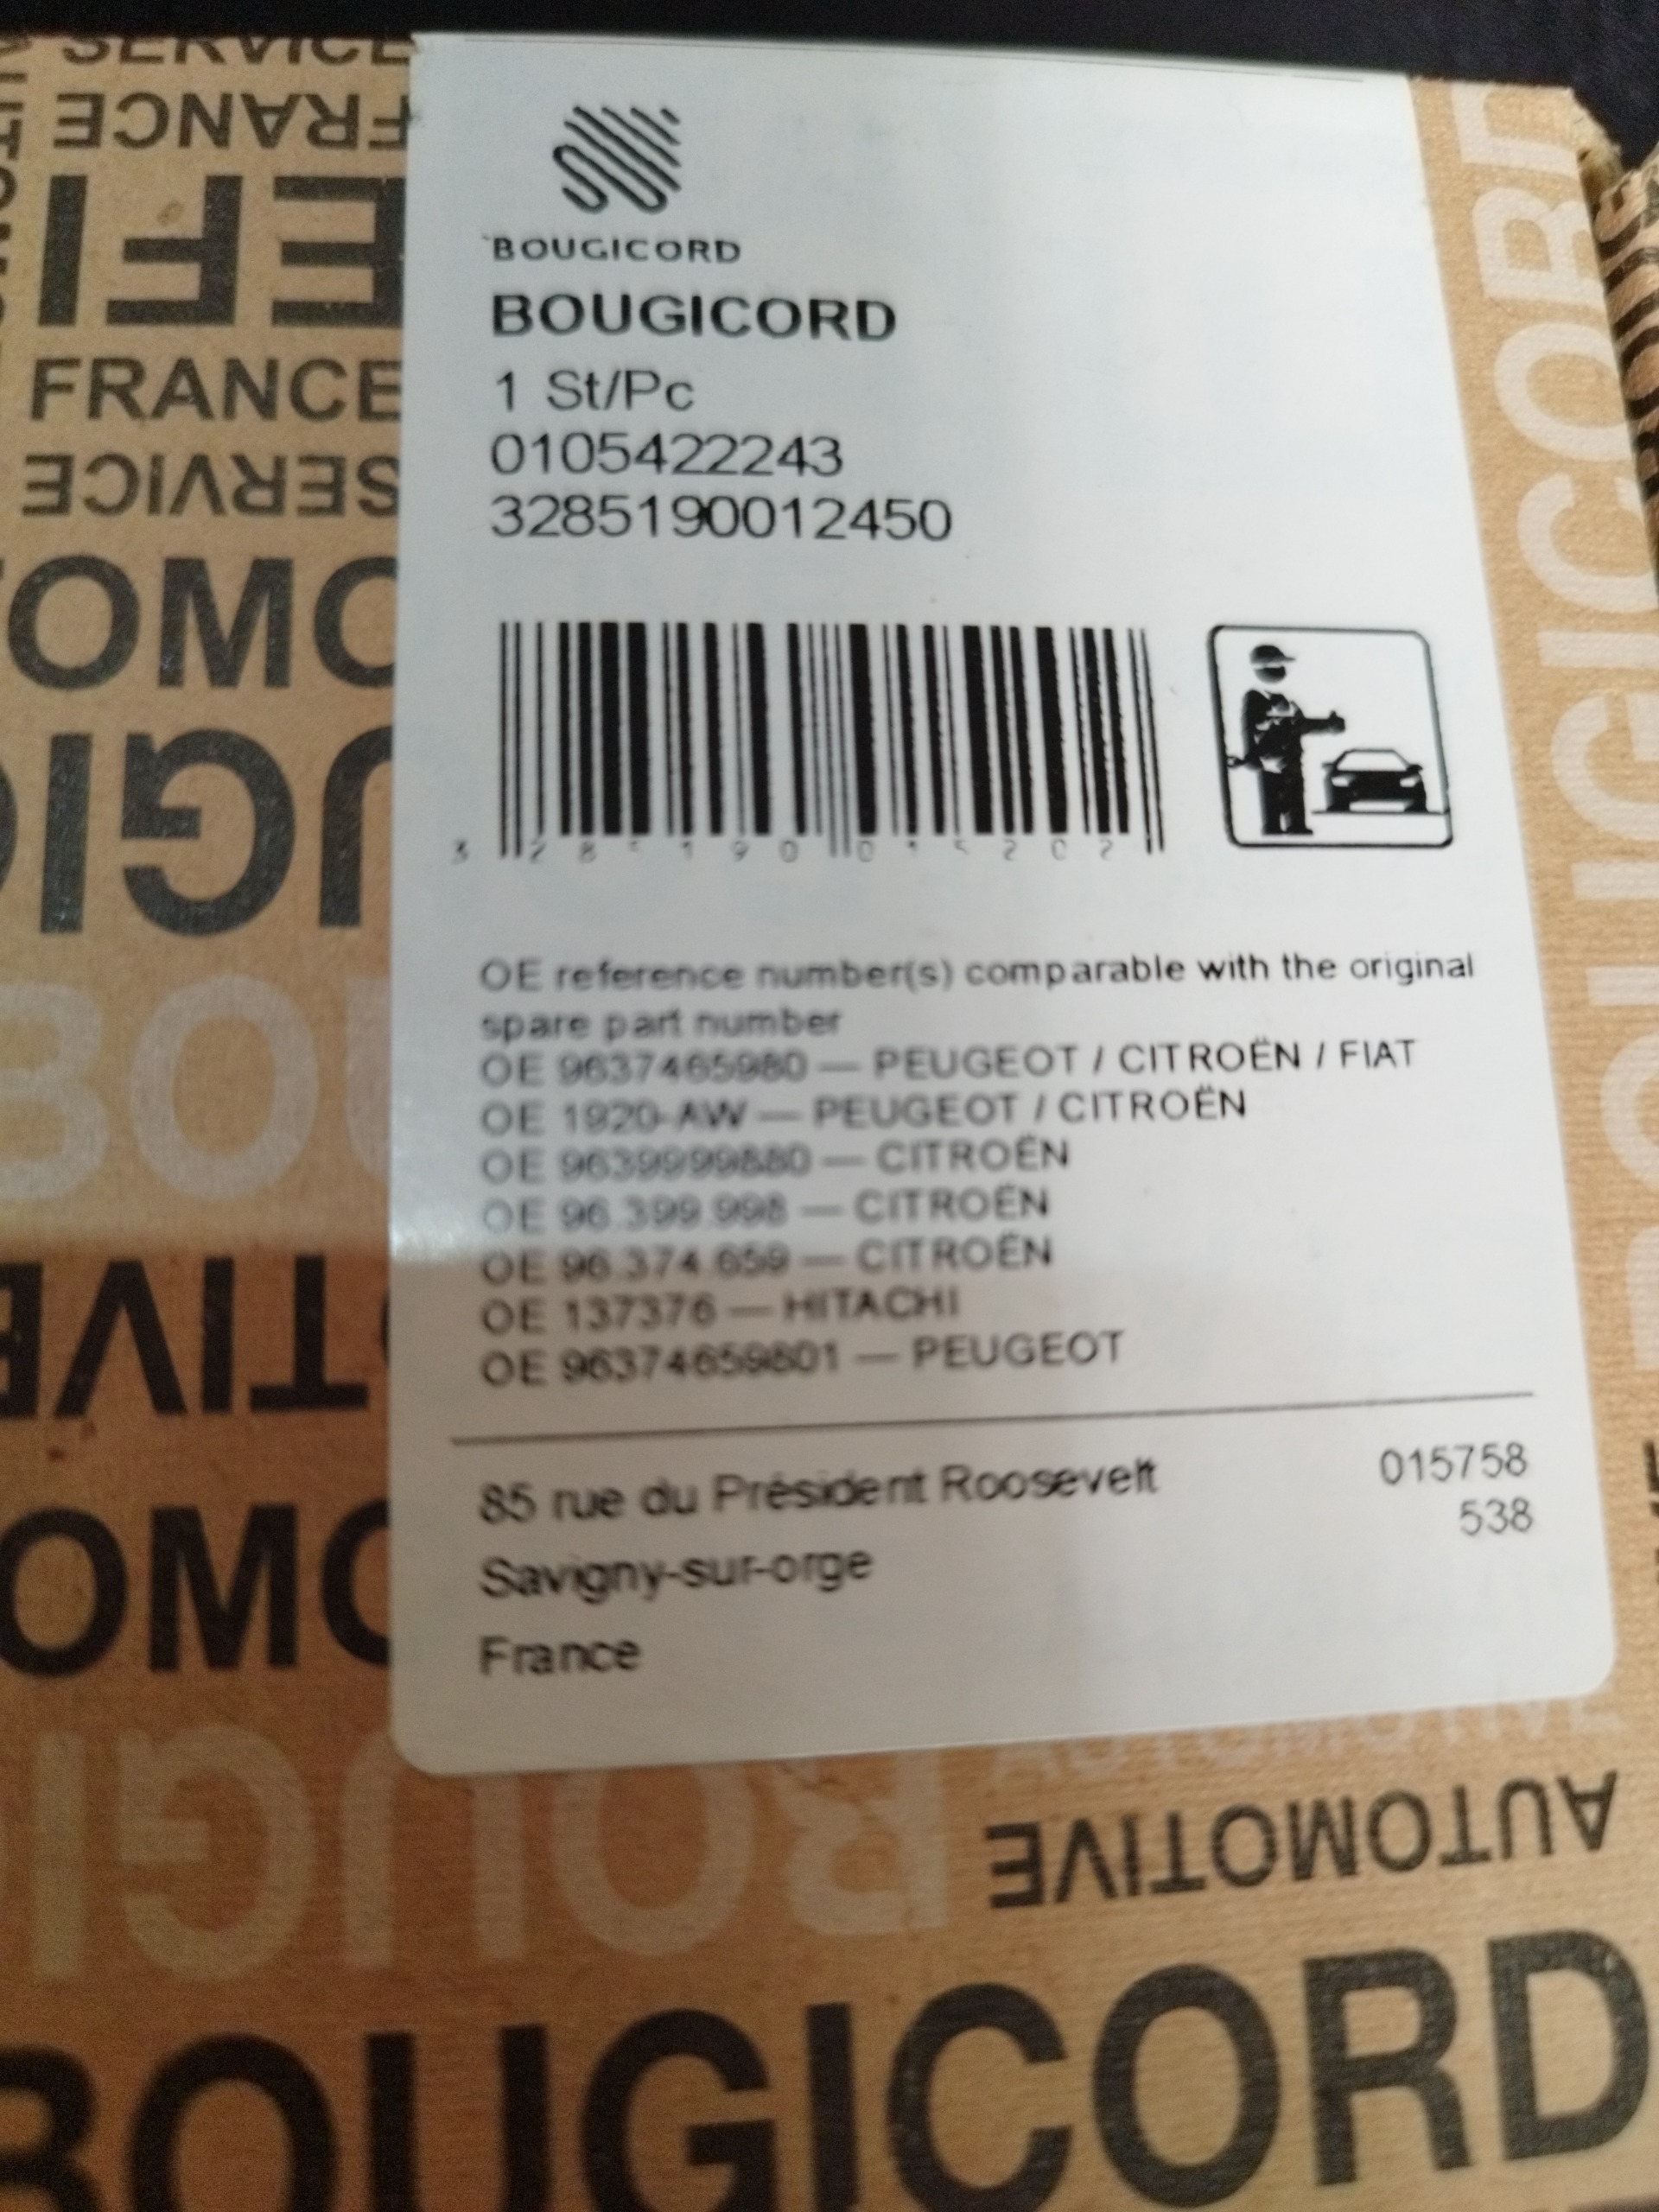 SERVICE
FRANCE
EFI
FRANCE
SERVICE
BOUGICORD
BOUGICORD
1 St/Pc
0105422243
3285190012450
OE reference number(s) comparable with the original
spare part number
OE 9637465980 — PEUGEOT / CITROËN / FIAT
OE 1920-AW — PEUGEOT / CITROËN
OE 9639999880 — CITROËN
OE 96.399.998 — CITROËN
OE 96.374.659 — CITROËN
OE 137376 — HITACHI
OE 96374659801 — PEUGEOT
85 rue du Président Roosevelt
015758
538
Savigny-sur-orge
France
AUTOMOTIVE
AUTOMOTIVE
BOUGICORD
BOUGICORD